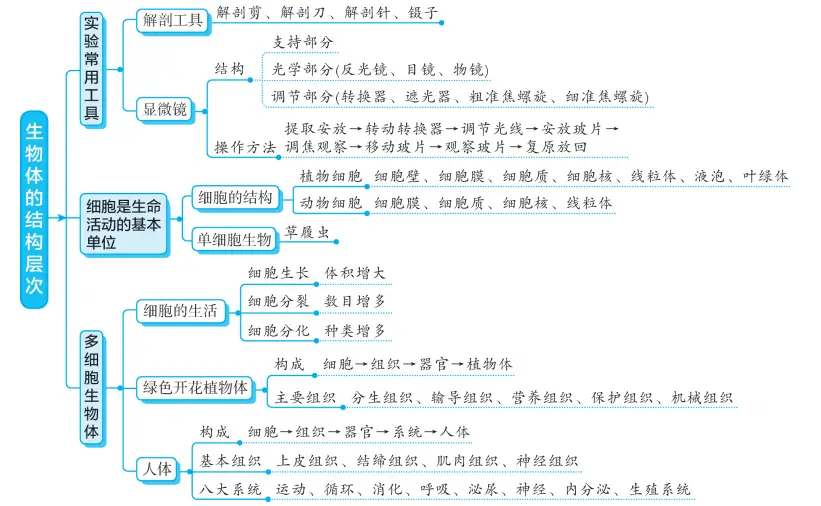 生物体的结构层次
实验常用工具
解剖工具
解剖剪、解剖刀、解剖针、镊子
显微镜
结构
支持部分
光学部分(反光镜、目镜、物镜)
调节部分(转换器、遮光器、粗准焦螺旋、细准焦螺旋)
操作方法
提取安放→转动转换器→调节光线→安放玻片→
调焦观察→移动玻片→观察玻片→复原放回
细胞是生命
活动的基本
单位
细胞的结构
植物细胞 细胞壁、细胞膜、细胞质、细胞核、线粒体、液泡、叶绿体
动物细胞 细胞膜、细胞质、细胞核、线粒体
单细胞生物
草履虫
多细胞生物体
细胞的生活
细胞生长 体积增大
细胞分裂 数目增多
细胞分化 种类增多
绿色开花植物体
构成 细胞→组织→器官→植物体
主要组织 分生组织、输导组织、营养组织、保护组织、机械组织
人体
构成 细胞→组织→器官→系统→人体
基本组织 上皮组织、结缔组织、肌肉组织、神经组织
八大系统 运动、循环、消化、呼吸、泌尿、神经、内分泌、生殖系统